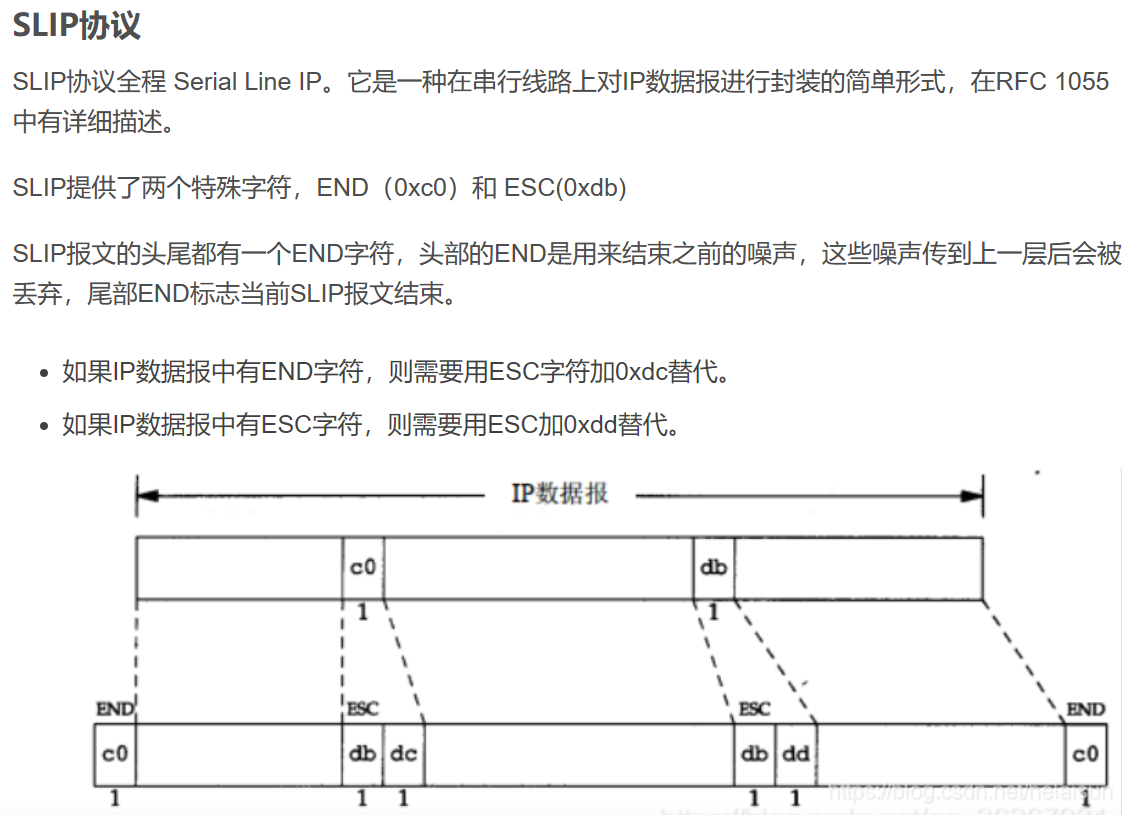 SLIP协议
SLIP协议全程 Serial Line IP。它是一种在串行线路上对IP数据报进行封装的简单形式，在RFC 1055
中有详细描述。
SLIP提供了两个特殊字符，END（0xc0）和 ESC(0xdb)
SLIP报文的头尾都有一个END字符，头部的END是用来结束之前的噪声，这些噪声传到上一层后会被
丢弃，尾部END标志当前SLIP报文结束。
如果IP数据报中有END字符，则需要用ESC字符加0xdc替代。
如果IP数据报中有ESC字符，则需要用ESC加0xdd替代。
IP数据报
c0 db
1 1
END ESC ESC END
c0 db dc db dd c0
1 1 1 1 1 1